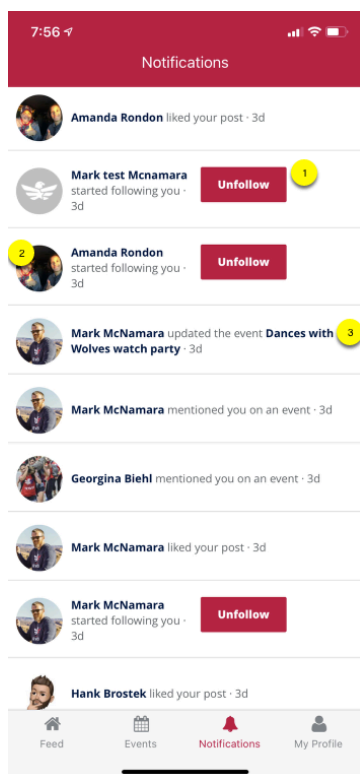 7:56
Notifications
Amanda Rondon liked your post · 3d
Mark test Mcnamara
started following you ·
3d
Unfollow
1
2
Amanda Rondon
started following you ·
3d
Unfollow
Mark McNamara updated the event Dances with
Wolves watch party · 3d
3
Mark McNamara mentioned you on an event · 3d
Georgina Biehl mentioned you on an event · 3d
Mark McNamara liked your post · 3d
Mark McNamara
started following you ·
3d
Unfollow
Hank Brostek liked your post · 3d
Feed
Events
Notifications
My Profile